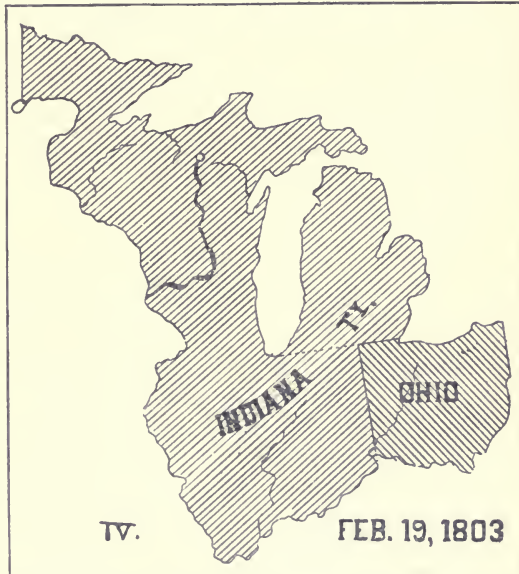 TY.
INDIANA
OHIO
IV.
FEB. 19, 1803